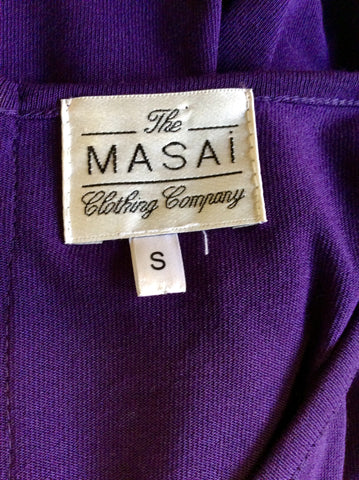 The
MASAi
Clothing Company
S